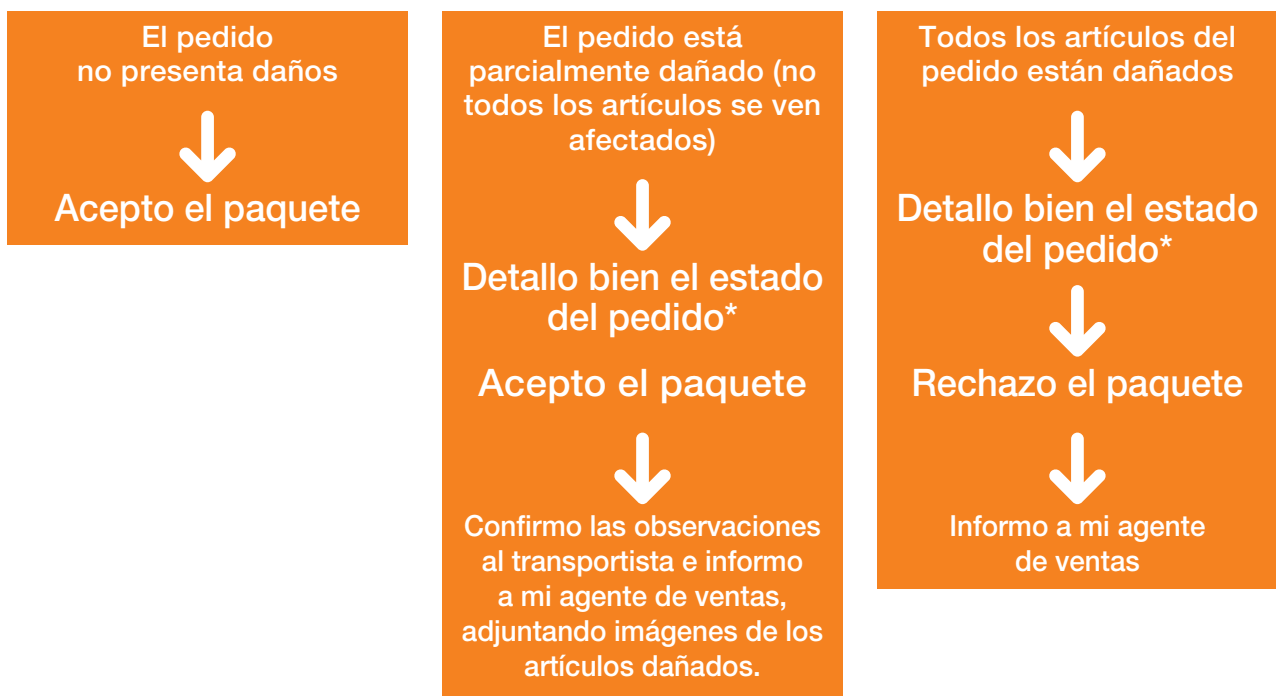 El pedido
no presenta daños
Acepto el paquete
El pedido está
parcialmente dañado (no
todos los artículos se ven
afectados)
Detallo bien el estado
del pedido*
Acepto el paquete
Confirmo las observaciones
al transportista e informo
a mi agente de ventas,
adjuntando imágenes de los
artículos dañados.
Todos los artículos del
pedido están dañados
Detallo bien el estado
del pedido*
Rechazo el paquete
Informo a mi agente
de ventas